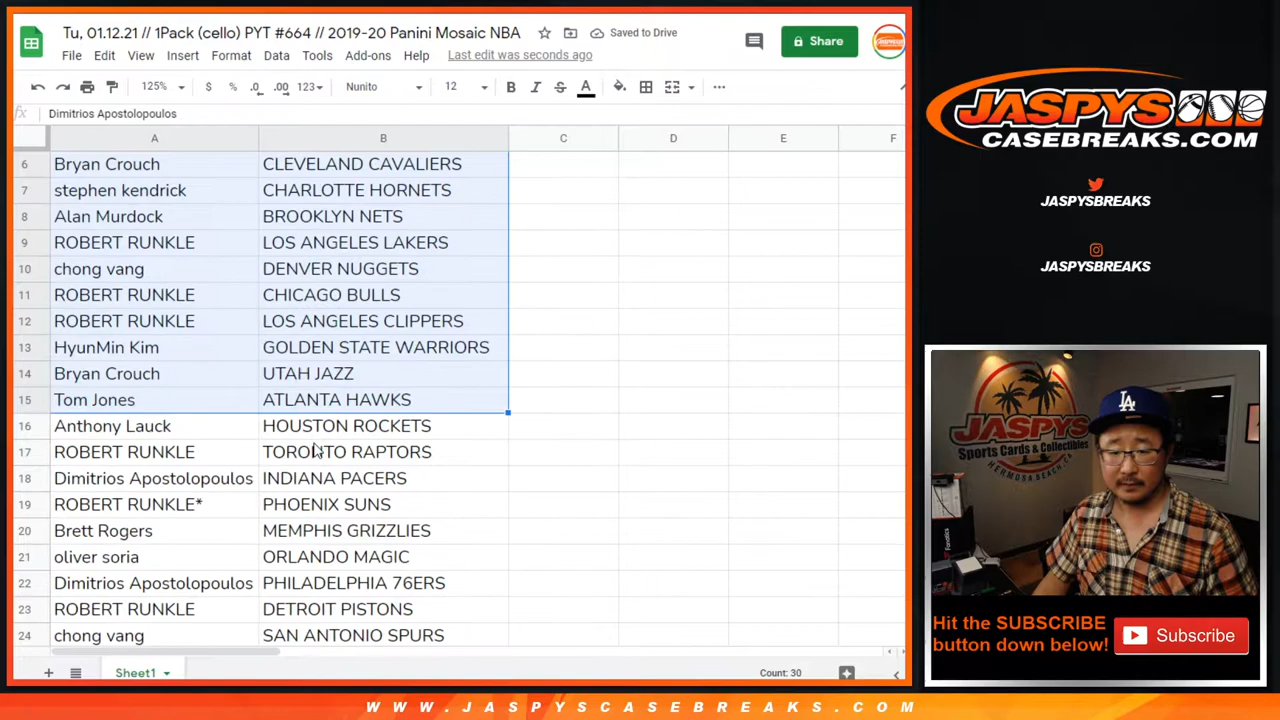 Tu, 01.12.21 // 1Pack (cello) PYT #664 // 2019-20 Panini Mosaic NBA
Saved to Drive
File Edit View Insert Format Data Tools Add-ons Help Last edit was seconds ago
Share
125% $ % .0 .00 123 Nunito 12 B I S A
fx Dimitrios Apostolopoulos
A B C D E F
6 Bryan Crouch CLEVELAND CAVALIERS
7 stephen kendrick CHARLOTTE HORNETS
8 Alan Murdock BROOKLYN NETS
9 ROBERT RUNKLE LOS ANGELES LAKERS
10 chong vang DENVER NUGGETS
11 ROBERT RUNKLE CHICAGO BULLS
12 ROBERT RUNKLE LOS ANGELES CLIPPERS
13 HyunMin Kim GOLDEN STATE WARRIORS
14 Bryan Crouch UTAH JAZZ
15 Tom Jones ATLANTA HAWKS
16 Anthony Lauck HOUSTON ROCKETS
17 ROBERT RUNKLE TORONTO RAPTORS
18 Dimitrios Apostolopoulos INDIANA PACERS
19 ROBERT RUNKLE* PHOENIX SUNS
20 Brett Rogers MEMPHIS GRIZZLIES
21 oliver soria ORLANDO MAGIC
22 Dimitrios Apostolopoulos PHILADELPHIA 76ERS
23 ROBERT RUNKLE DETROIT PISTONS
24 chong vang SAN ANTONIO SPURS
Sheet1
Count: 30
JASPYS
CASEBREAKS.COM
JASPYSBREAKS
JASPYSBREAKS
JASPYS
Sports Cards & Collectibles
HERMOSA BEACH
LA
Hit the SUBSCRIBE
button down below!
Subscribe
WWW.JASPYSCASEBREAKS.COM